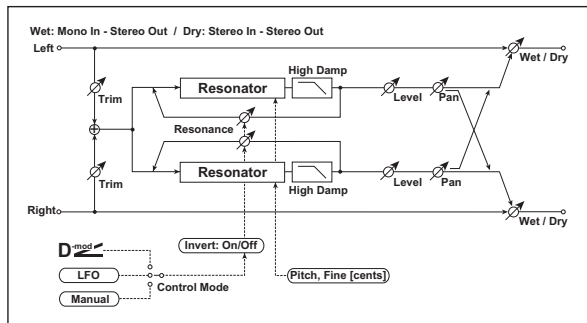 Wet: Mono In - Stereo Out / Dry: Stereo In - Stereo Out
Left
Wet / Dry
High Damp
Resonator
Trim
Level
Pan
Resonance
Resonator
Trim
High Damp
Level
Pan
Right
Wet / Dry
D-mod
Invert: On/Off
LFO
Pitch, Fine [cents]
Control Mode
Manual